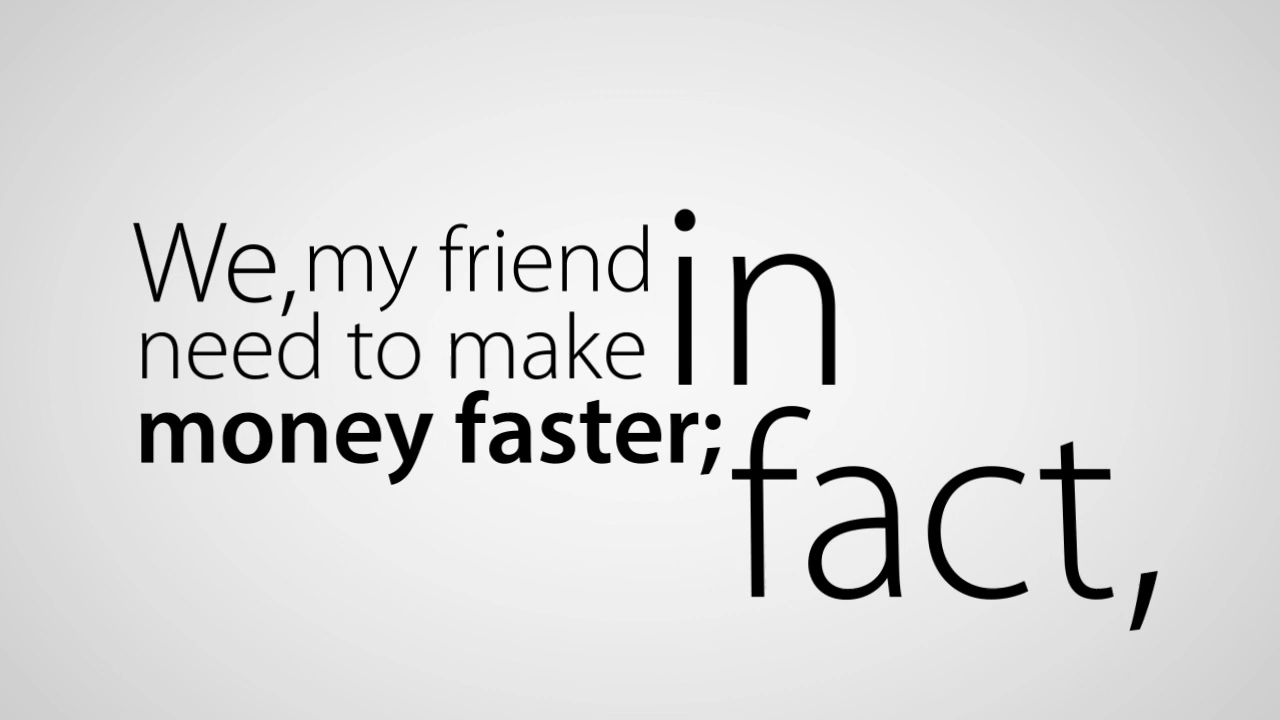 We, my friend
need to make
money faster;
in
fact,